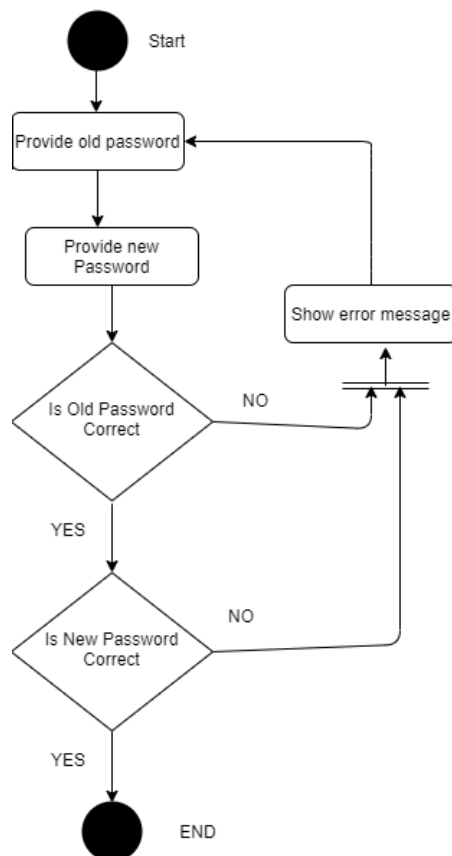 Start
Provide old password
Provide new
Password
Show error message
Is Old Password
Correct
NO
YES
Is New Password
Correct
NO
YES
END